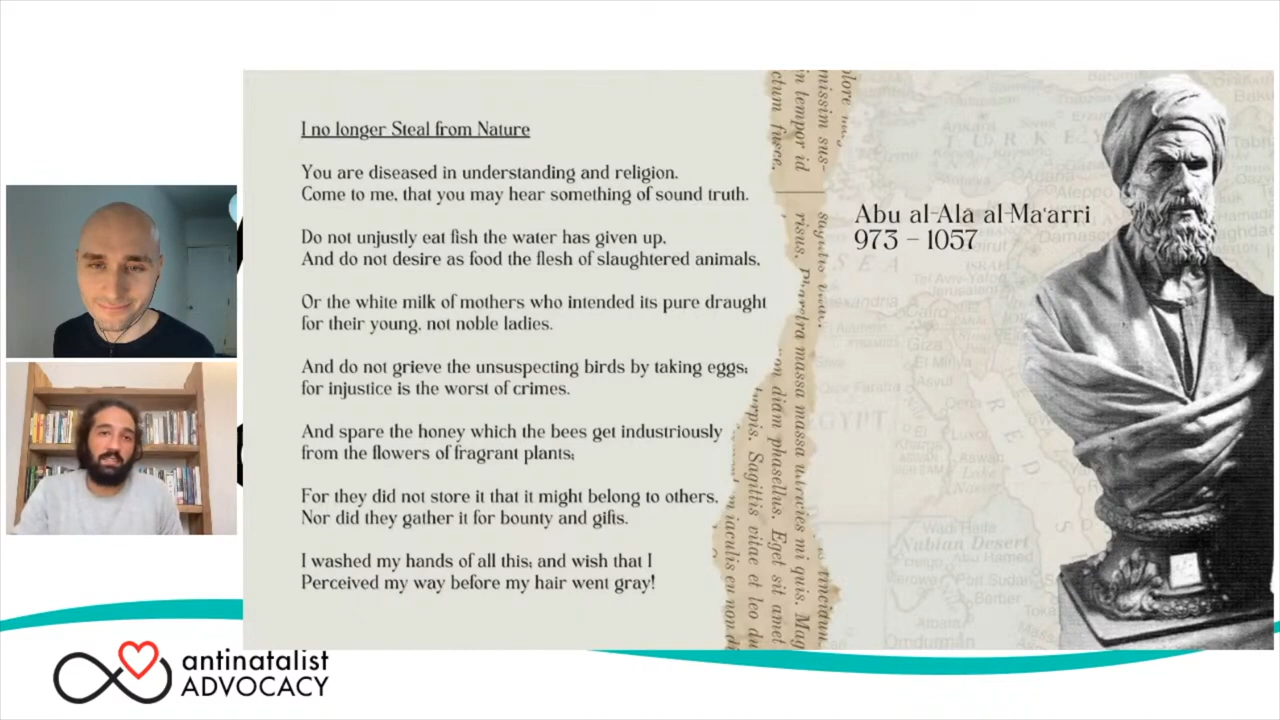 I no longer Steal from Nature
You are diseased in understanding and religion.
Come to me, that you may hear something of sound truth.
Do not unjustly eat fish the water has given up,
And do not desire as food the flesh of slaughtered animals,
Or the white milk of mothers who intended its pure draught
for their young, not noble ladies.
And do not grieve the unsuspecting birds by taking eggs;
for injustice is the worst of crimes.
And spare the honey which the bees get industriously
from the flowers of fragrant plants;
For they did not store it that it might belong to others,
Nor did they gather it for bounty and gifts.
I washed my hands of all this; and wish that I
Perceived my way before my hair went gray!
Abu al-Ala al-Ma‘arri
973 – 1057
TURKEY
EGYPT
Nubian Desert
antinatalist
ADVOCACY